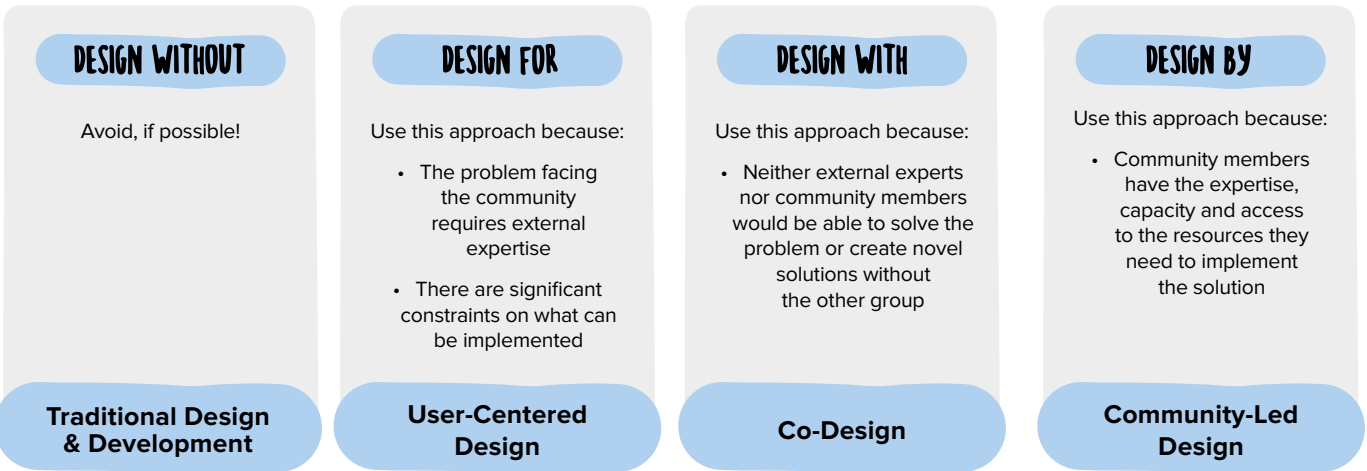 DESIGN WITHOUT
Avoid, if possible!
Traditional Design
& Development
DESIGN FOR
Use this approach because:
• The problem facing
the community
requires external
expertise
• There are significant
constraints on what can
be implemented
User-Centered
Design
DESIGN WITH
Use this approach because:
• Neither external experts
nor community members
would be able to solve the
problem or create novel
solutions without
the other group
Co-Design
DESIGN BY
Use this approach because:
• Community members
have the expertise,
capacity and access
to the resources they
need to implement
the solution
Community-Led
Design